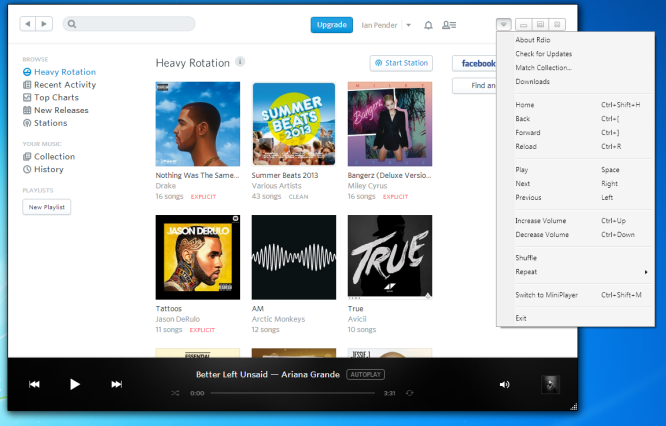 Upgrade
Ian Pender
About Rdio
Check for Updates
Match Collection...
Downloads
Home Ctrl+Shift+H
Back Ctrl+[
Forward Ctrl+]
Reload Ctrl+R
Play Space
Next Right
Previous Left
Increase Volume Ctrl+Up
Decrease Volume Ctrl+Down
Shuffle
Repeat
Switch to MiniPlayer Ctrl+Shift+M
Exit
BROWSE
Heavy Rotation
Recent Activity
Top Charts
New Releases
Stations
YOUR MUSIC
Collection
History
PLAYLISTS
New Playlist
Heavy Rotation
Start Station
facebook
Find an
SUMMER
BEATS
2013
Bangerz
Nothing Was The Same...
Drake
16 songs EXPLICIT
Summer Beats 2013
Various Artists
43 songs CLEAN
Bangerz (Deluxe Versio...
Miley Cyrus
16 songs EXPLICIT
JASON DERULO
TRUE
Tattoos
Jason DeRulo
11 songs EXPLICIT
AM
Arctic Monkeys
12 songs
True
Avicii
10 songs
ESSENTIAL
JESSIE J
Better Left Unsaid — Ariana Grande AUTOPLAY
0:00
3:31